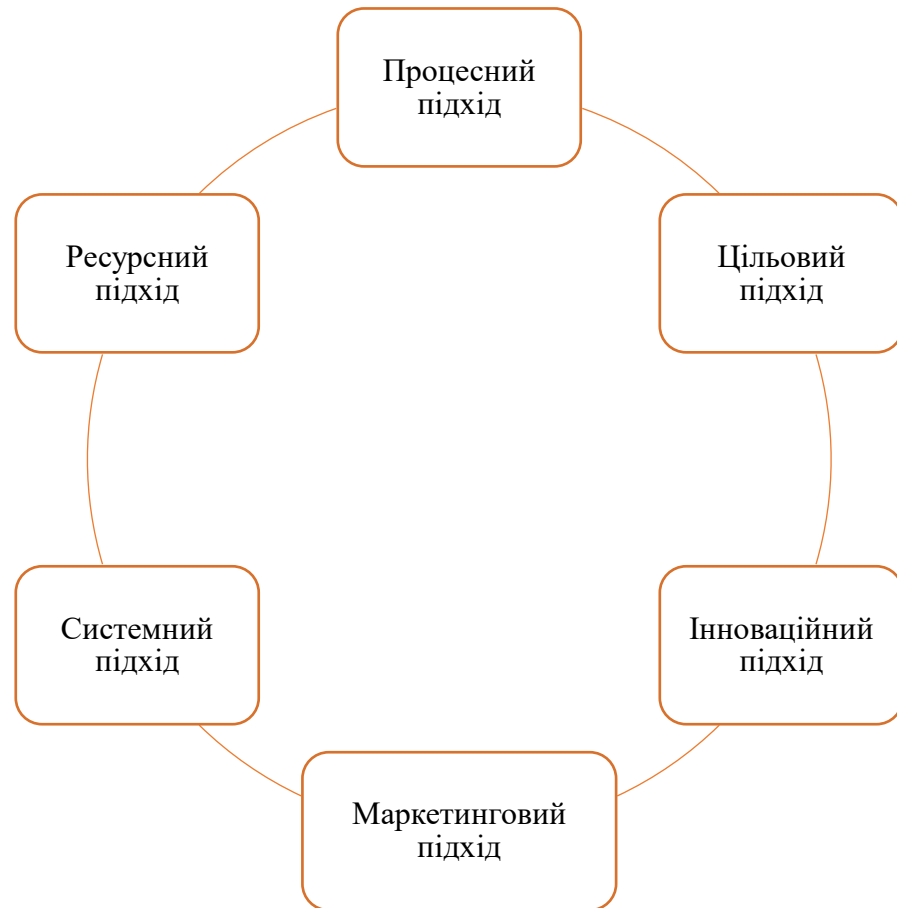 Процесний
підхід
Ресурсний
підхід
Цільовий
підхід
Системний
підхід
Інноваційний
підхід
Маркетинговий
підхід